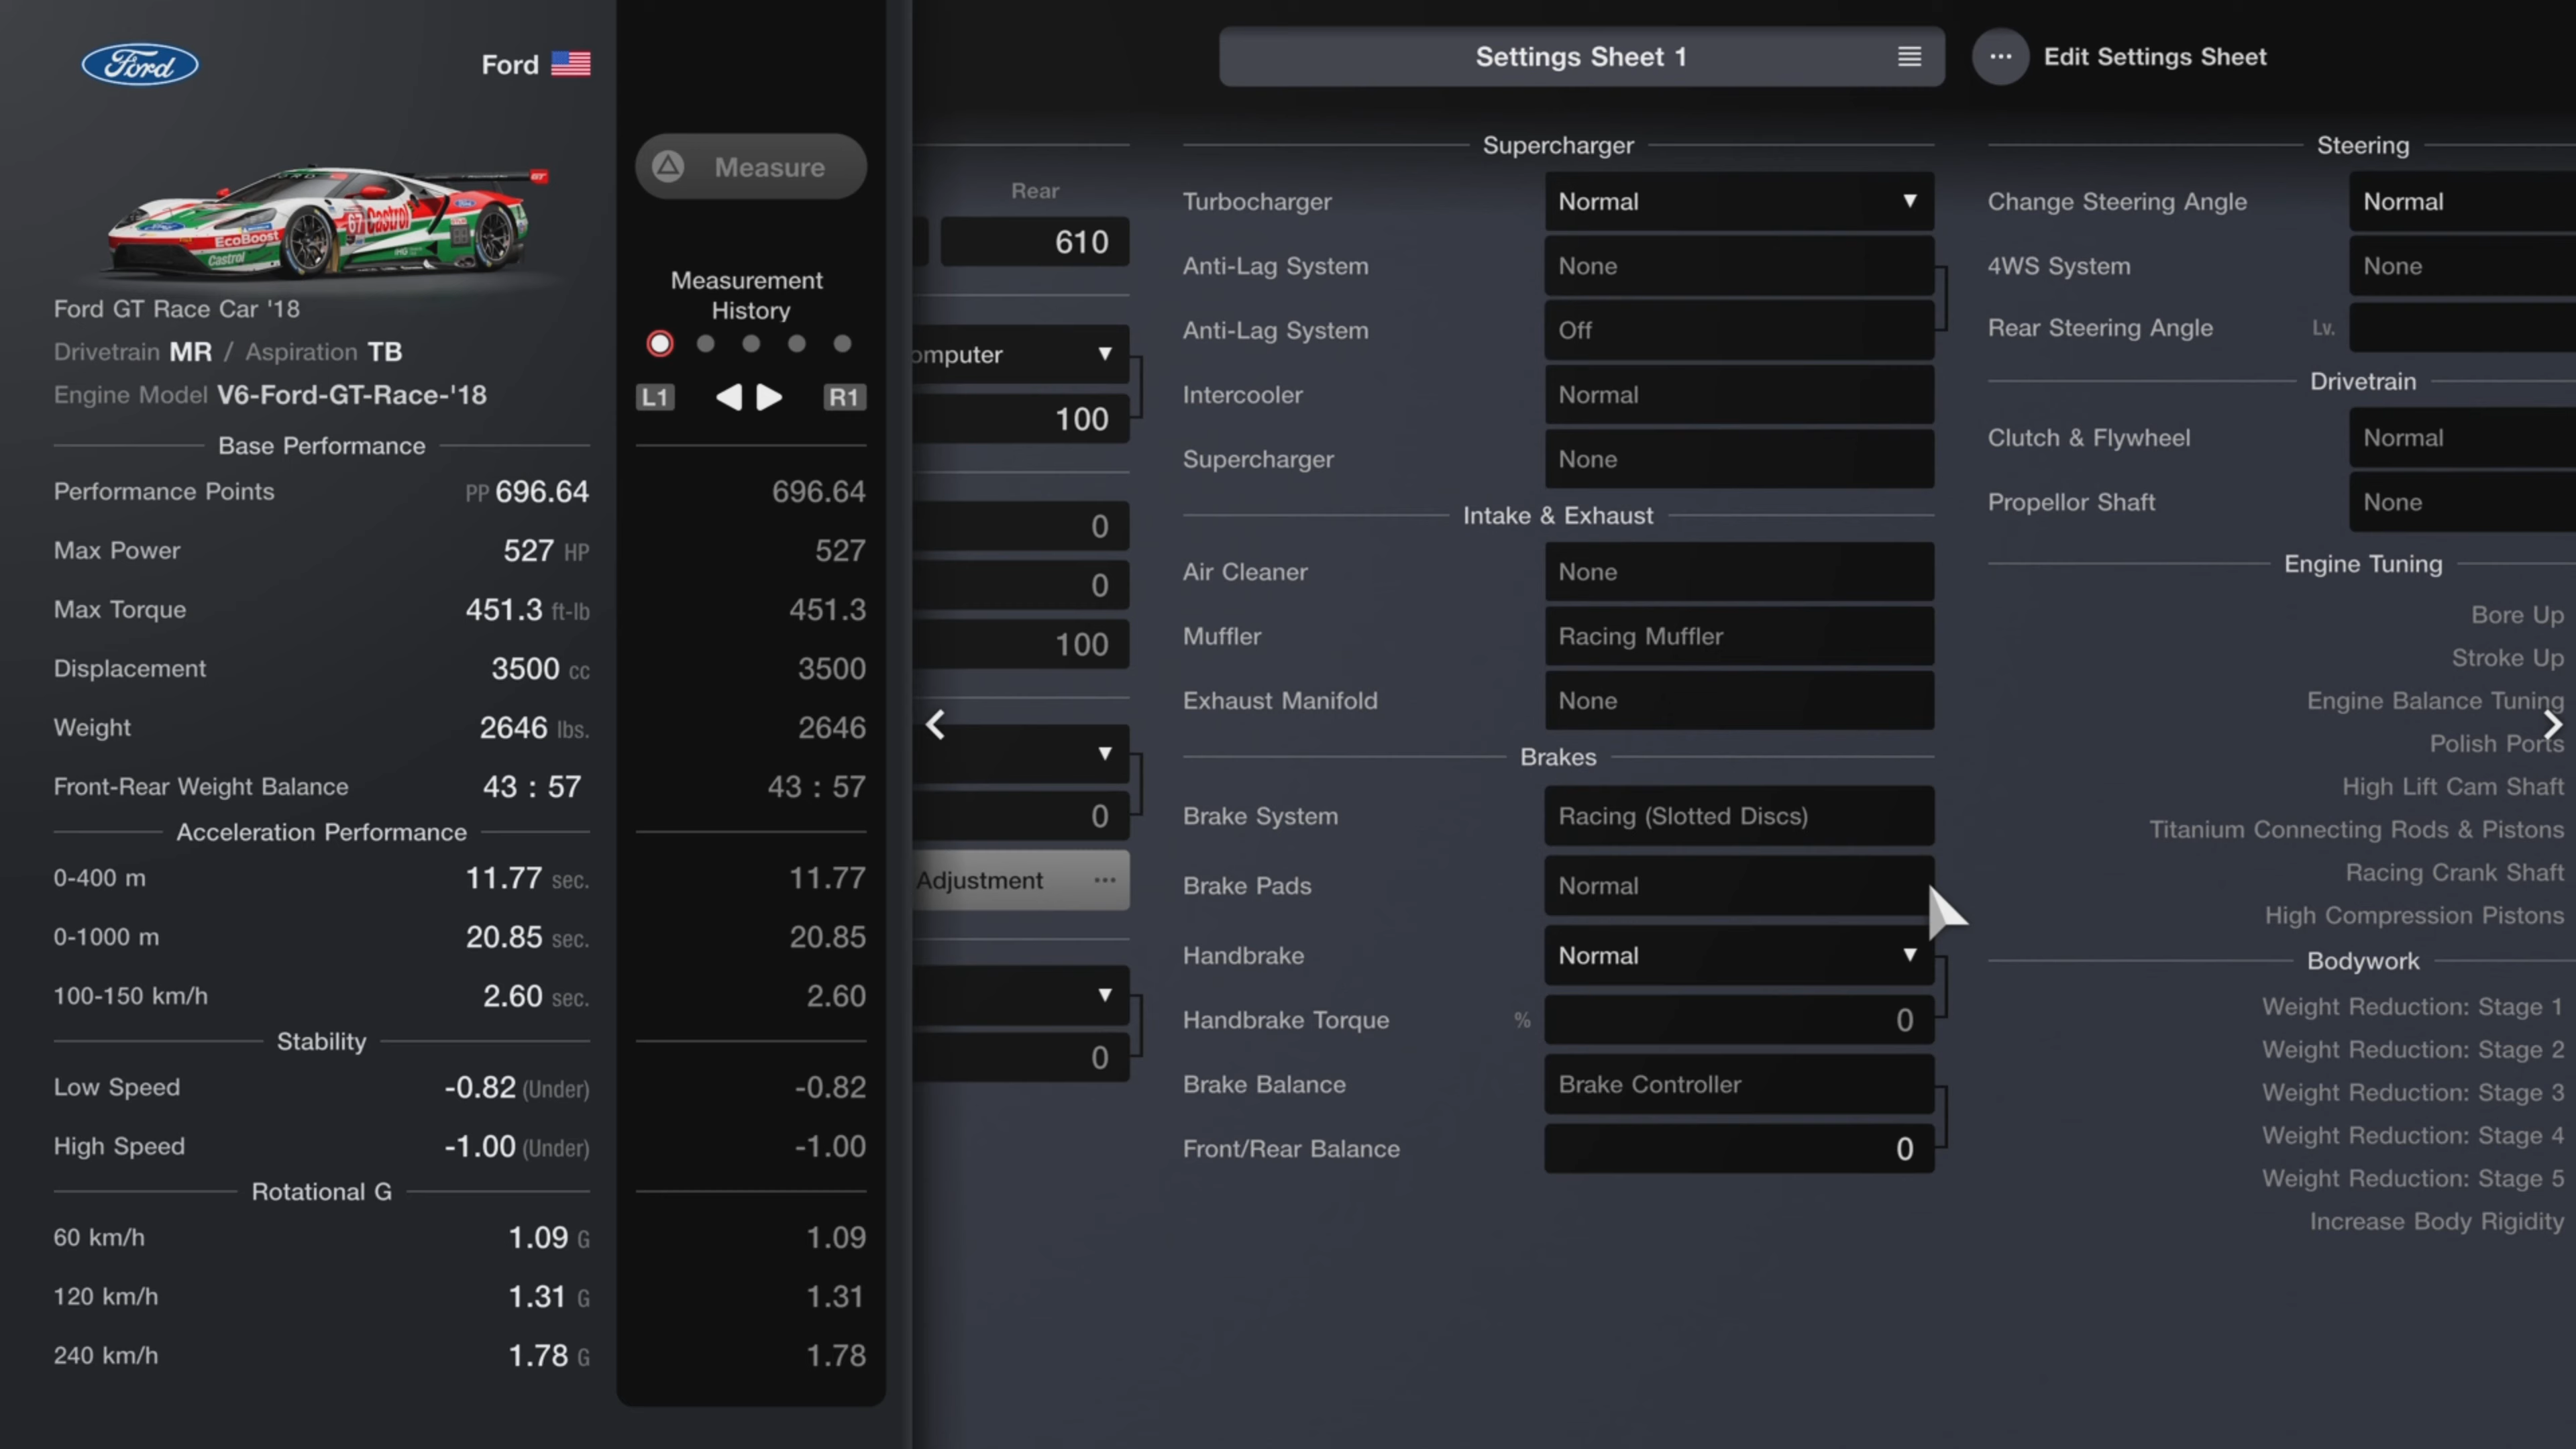 Ford
Ford
Settings Sheet 1
Edit Settings Sheet
67 Castrol
EcoBoost
Castrol
GT
Ford GT Race Car '18
Drivetrain MR / Aspiration TB
Engine Model V6-Ford-GT-Race-'18
Base Performance
Performance Points PP 696.64
Max Power 527 HP
Max Torque 451.3 ft-lb
Displacement 3500 cc
Weight 2646 lbs.
Front-Rear Weight Balance 43 : 57
Acceleration Performance
0-400 m 11.77 sec.
0-1000 m 20.85 sec.
100-150 km/h 2.60 sec.
Stability
Low Speed -0.82 (Under)
High Speed -1.00 (Under)
Rotational G
60 km/h 1.09 G
120 km/h 1.31 G
240 km/h 1.78 G
Measure
Measurement
History
L1 R1
696.64
527
451.3
3500
2646
43 : 57
11.77
20.85
2.60
-0.82
-1.00
1.09
1.31
1.78
Rear
610
omputer
100
0
0
100
0
Adjustment
0
Supercharger
Turbocharger Normal
Anti-Lag System None
Anti-Lag System Off
Intercooler Normal
Supercharger None
Intake & Exhaust
Air Cleaner None
Muffler Racing Muffler
Exhaust Manifold None
Brakes
Brake System Racing (Slotted Discs)
Brake Pads Normal
Handbrake Normal
Handbrake Torque % 0
Brake Balance Brake Controller
Front/Rear Balance 0
Steering
Change Steering Angle Normal
4WS System None
Rear Steering Angle Lv.
Drivetrain
Clutch & Flywheel Normal
Propellor Shaft None
Engine Tuning
Bore Up
Stroke Up
Engine Balance Tuning
Polish Ports
High Lift Cam Shaft
Titanium Connecting Rods & Pistons
Racing Crank Shaft
High Compression Pistons
Bodywork
Weight Reduction: Stage 1
Weight Reduction: Stage 2
Weight Reduction: Stage 3
Weight Reduction: Stage 4
Weight Reduction: Stage 5
Increase Body Rigidity